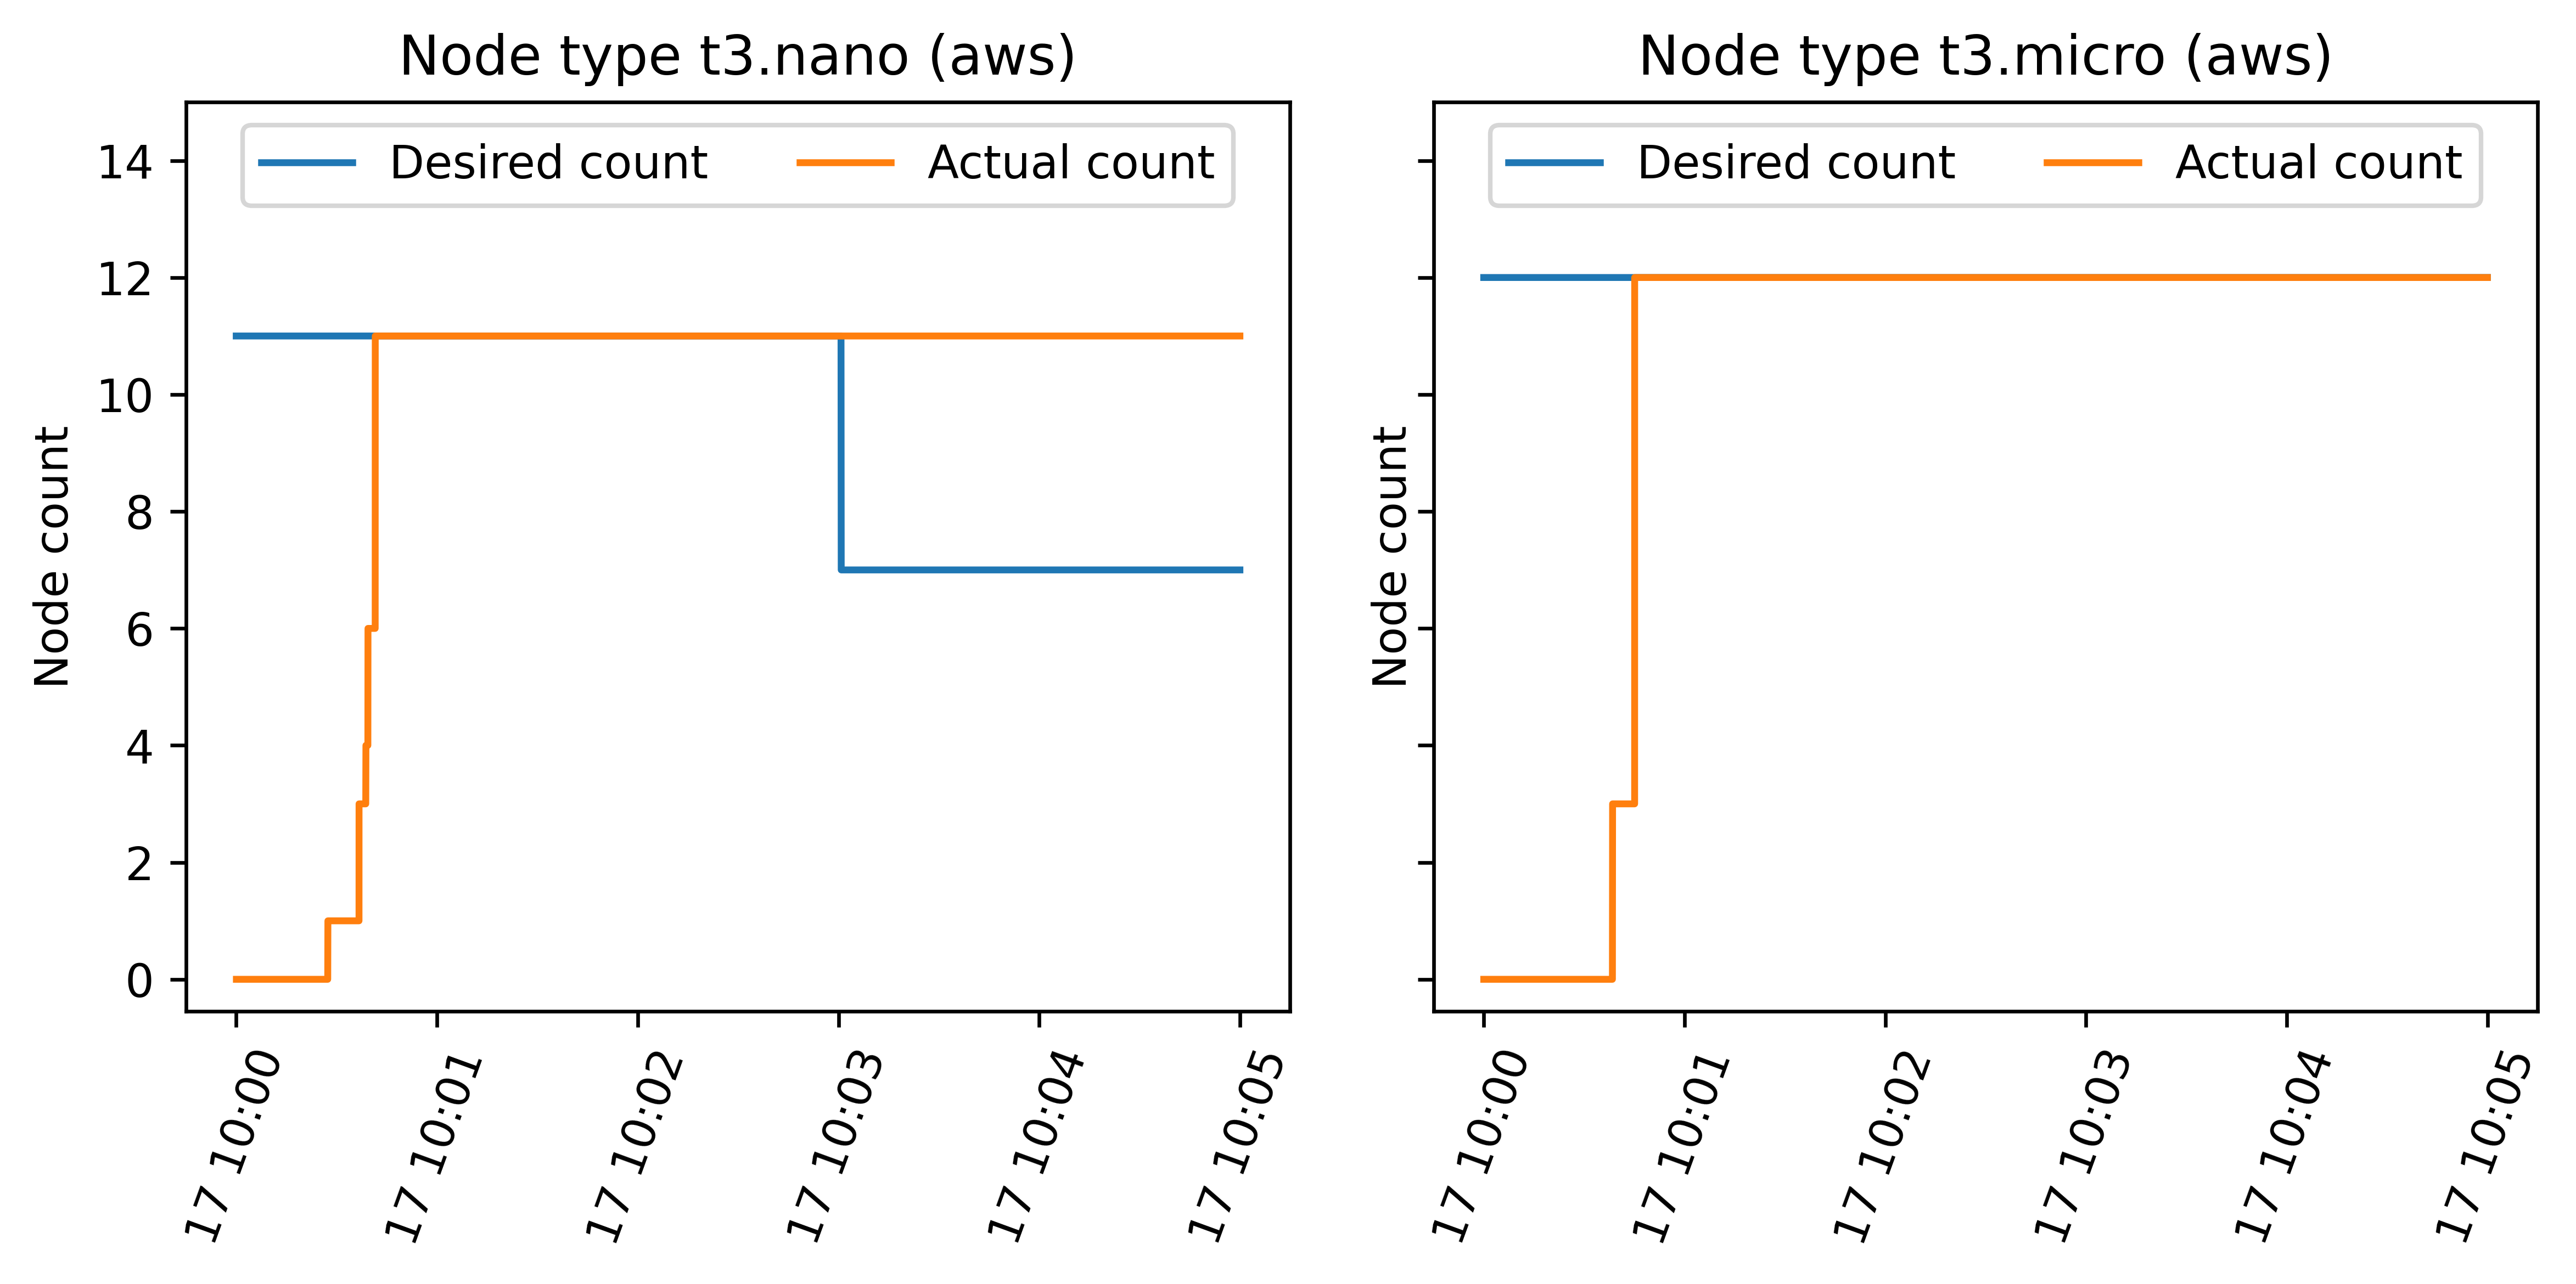 Node type t3.nano (aws)
Desired count
Actual count
14
12
10
8
6
4
2
0
Node count
17 10:00
17 10:01
17 10:02
17 10:03
17 10:04
17 10:05
Node type t3.micro (aws)
Desired count
Actual count
Node count
17 10:00
17 10:01
17 10:02
17 10:03
17 10:04
17 10:05